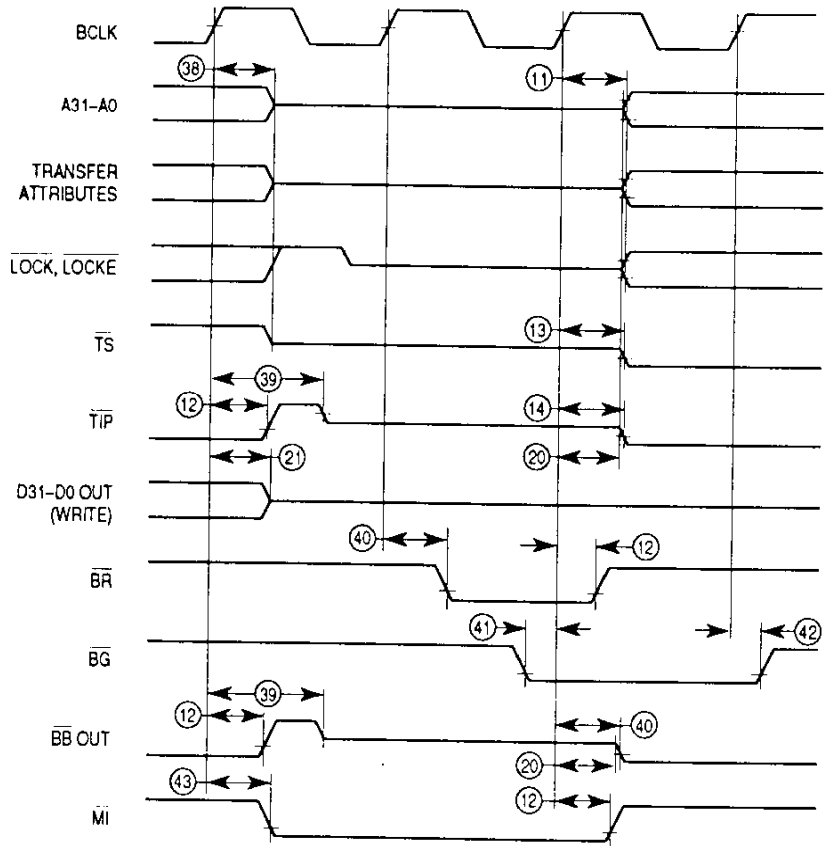 BCLK
38
11
A31–A0
TRANSFER
ATTRIBUTES
LOCK, LOCKE
13
TS
39
12
14
TIP
21
20
D31–D0 OUT
(WRITE)
40
12
BR
41
42
BG
39
12
40
BB OUT
20
43
12
MI